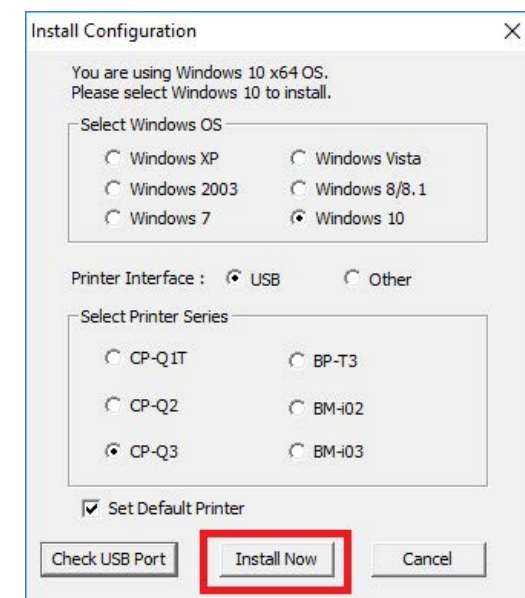 Install Configuration
You are using Windows 10 x64 OS.
Please select Windows 10 to install.
Select Windows OS
Windows XP Windows Vista
Windows 2003 Windows 8/8.1
Windows 7 Windows 10
Printer Interface : USB Other
Select Printer Series
CP-Q1T BP-T3
CP-Q2 BM-i02
CP-Q3 BM-i03
Set Default Printer
Check USB Port Install Now Cancel